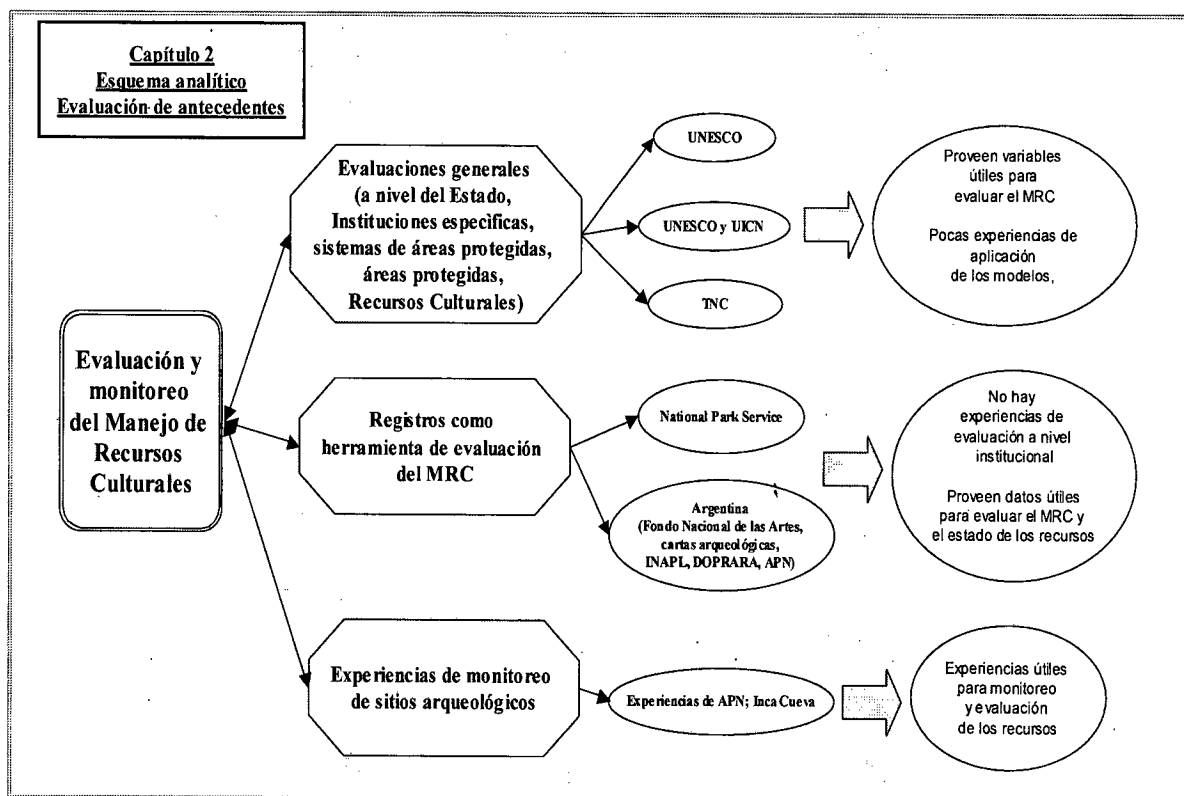 Capítulo 2
Esquema analítico
Evaluación de antecedentes
Evaluación y
monitoreo
del Manejo de
Recursos
Culturales
Evaluaciones generales
(a nivel del Estado,
Instituciones específicas,
sistemas de áreas protegidas,
áreas protegidas,
Recursos Culturales)
UNESCO
UNESCO y UICN
TNC
Proveen variables
útiles para
evaluar el MRC
Pocas experiencias de
aplicación
de los modelos,
Registros como
herramienta de evaluación
del MRC
National Park Service
Argentina
(Fondo Nacional de las Artes,
cartas arqueológicas,
INAPL, DOPRARA, APN)
No hay
experiencias de
evaluación a nivel
institucional
Proveen datos útiles
para evaluar el MRC y
el estado de los recursos
Experiencias de monitoreo
de sitios arqueológicos
Experiencias de APN; Inca Cueva
Experiencias útiles
para monitoreo
y evaluación
de los recursos